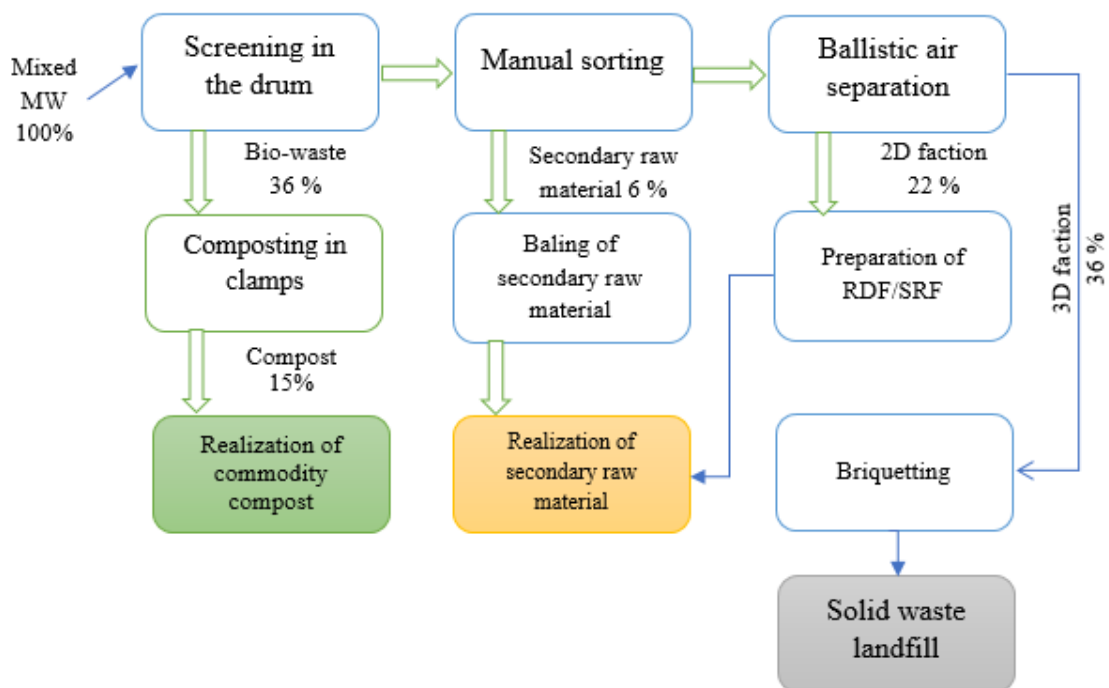 Mixed
MW
100%
Screening in
the drum
Manual sorting
Ballistic air
separation
Bio-waste
36 %
Secondary raw
material 6 %
2D faction
22 %
3D faction
36 %
Composting in
clamps
Baling of
secondary raw
material
Preparation of
RDF/SRF
Compost
15%
Realization of
commodity
compost
Realization of
secondary raw
material
Briquetting
Solid waste
landfill